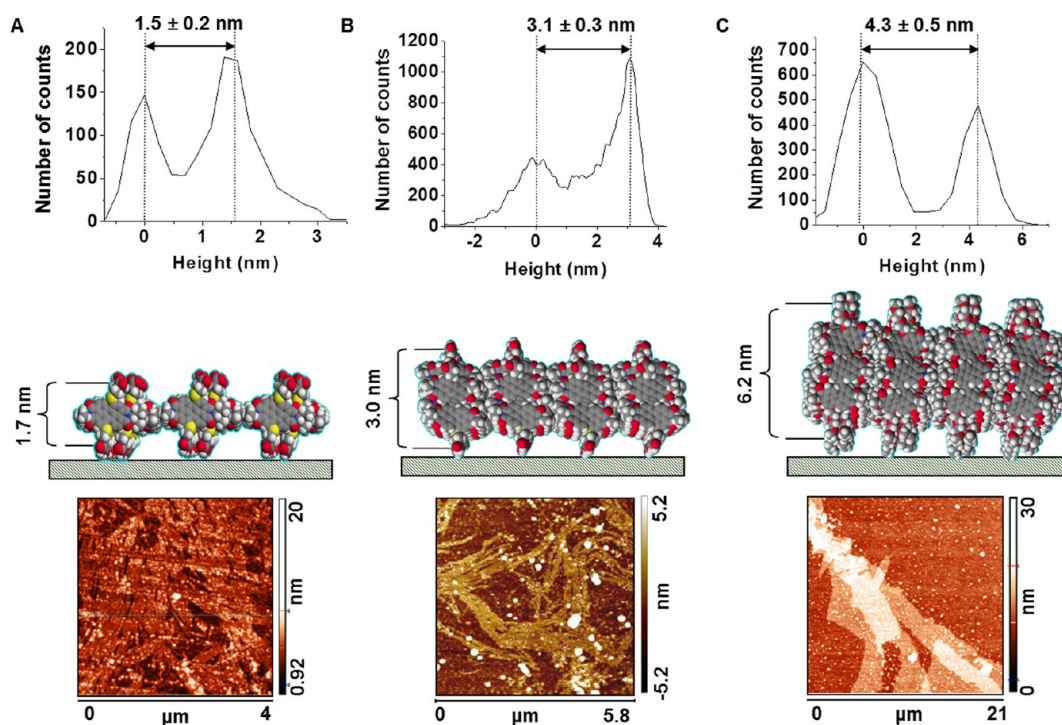 A
1.5 ± 0.2 nm
200
150
100
50
0
Number of counts
0
1
2
3
Height (nm)
B
3.1 ± 0.3 nm
1200
1000
800
600
400
200
0
Number of counts
-2
0
2
4
Height (nm)
C
4.3 ± 0.5 nm
700
600
500
400
300
200
100
0
Number of counts
0
2
4
6
Height (nm)
1.7 nm
3.0 nm
6.2 nm
20
nm
0.92
0
µm
4
5.2
nm
-5.2
0
µm
5.8
30
nm
0
0
µm
21